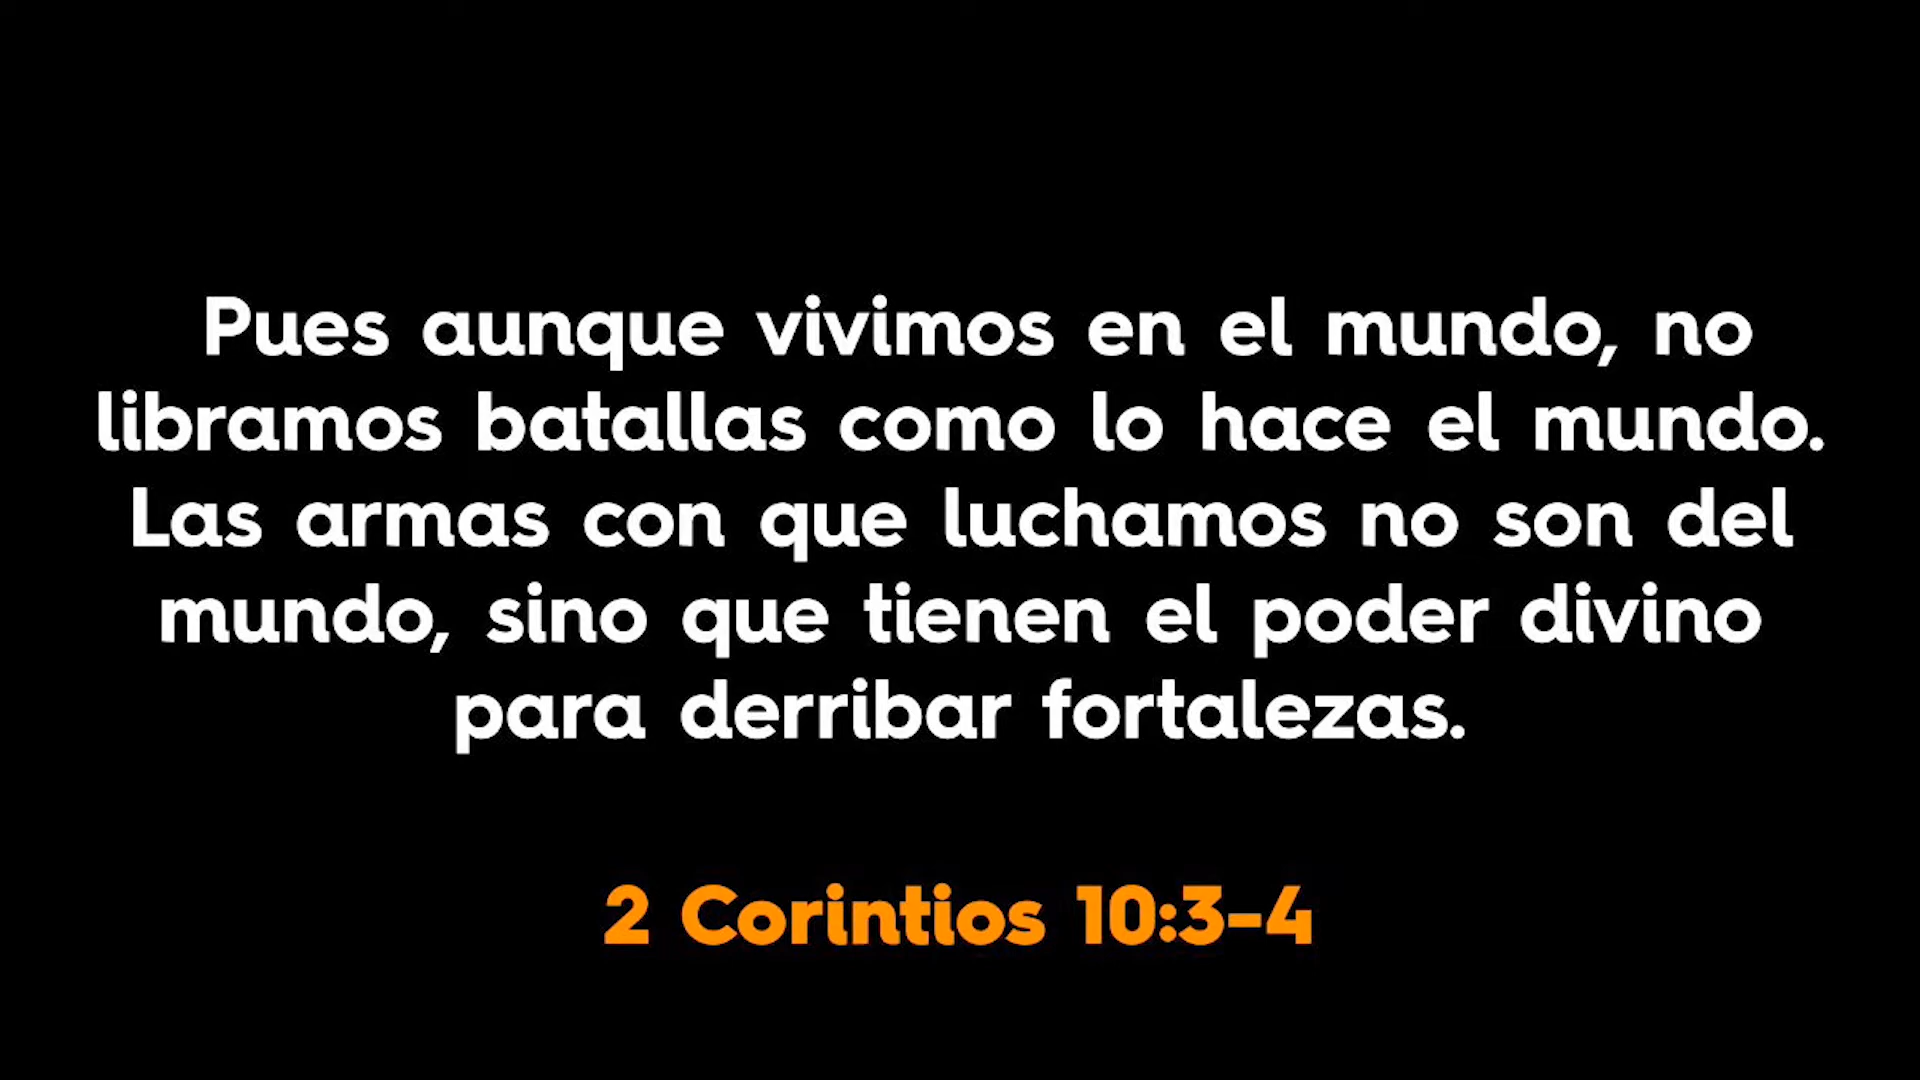 Pues aunque vivimos en el mundo, no
libramos batallas como lo hace el mundo.
Las armas con que luchamos no son del
mundo, sino que tienen el poder divino
para derribar fortalezas.
2 Corintios 10:3-4